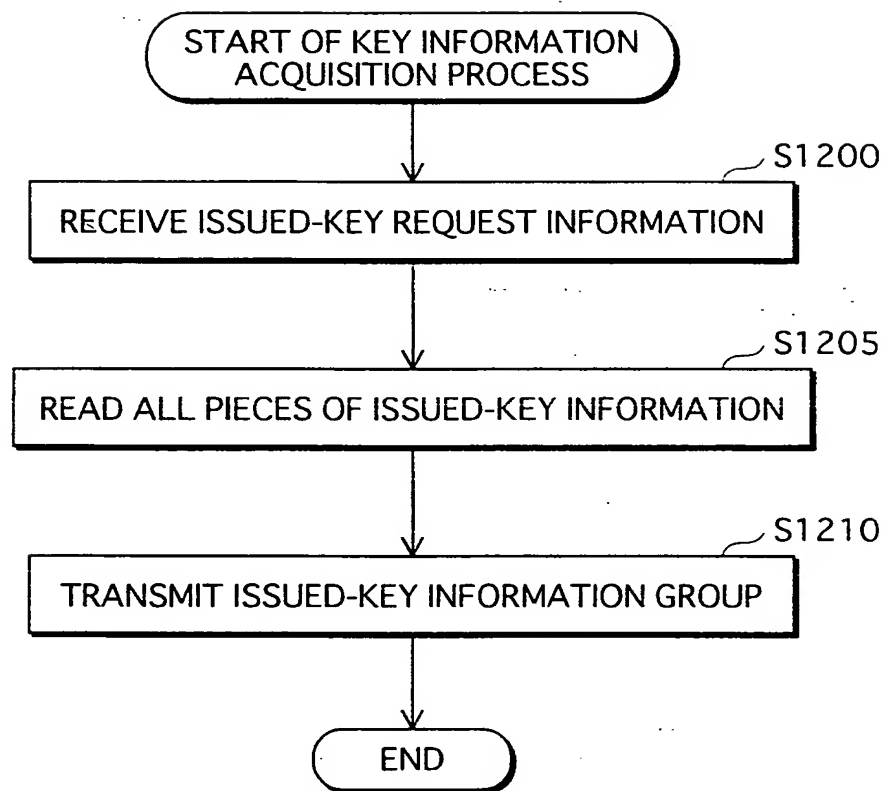 START OF KEY INFORMATION
ACQUISITION PROCESS
S1200
RECEIVE ISSUED-KEY REQUEST INFORMATION
S1205
READ ALL PIECES OF ISSUED-KEY INFORMATION
S1210
TRANSMIT ISSUED-KEY INFORMATION GROUP
END